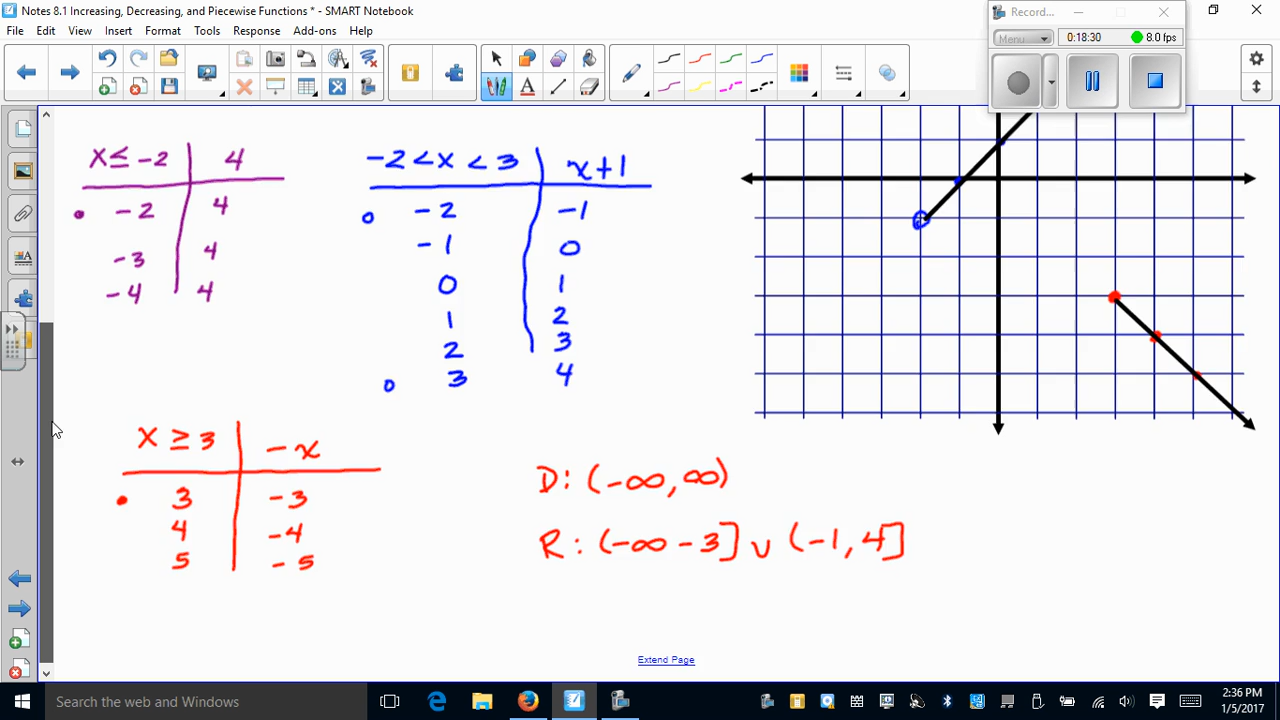 Notes 8.1 Increasing, Decreasing, and Piecewise Functions * - SMART Notebook
Record...
File Edit View Insert Format Tools Response Add-ons Help
Menu 0:18:30 8.0 fps
x ≤ -2 | 4
-2 | 4
-3 | 4
-4 | 4
-2 < x < 3 | x+1
-2 | -1
-1 | 0
0 | 1
1 | 2
2 | 3
3 | 4
x ≥ 3 | -x
3 | -3
4 | -4
5 | -5
D: (-∞, ∞)
R: (-∞ -3] ∪ (-1, 4]
Extend Page
Search the web and Windows
2:36 PM
1/5/2017